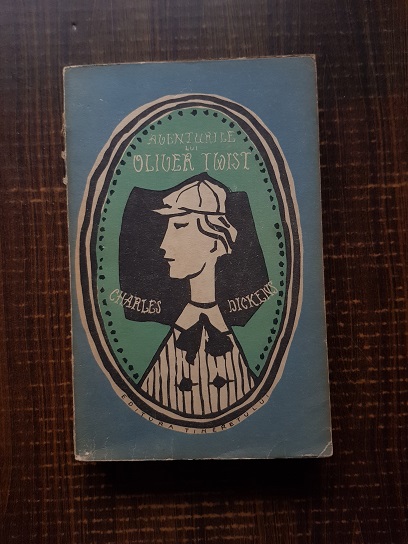 AVENTURILE
LUI
OLIVER TWIST
CHARLES DICKENS
EDITURA TINERETULUI